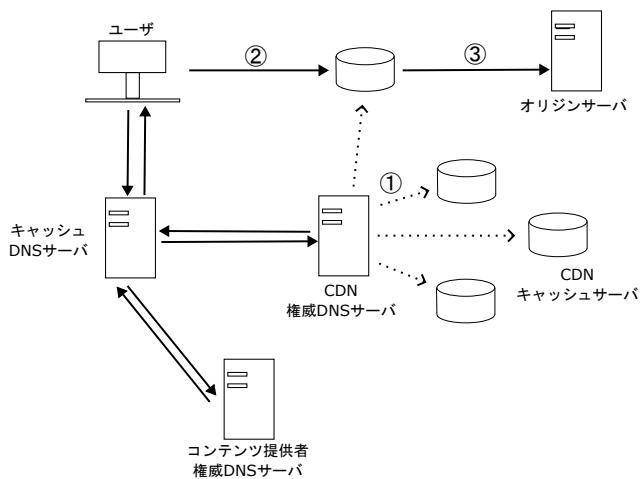 ユーザ
②
③
オリジンサーバ
①
キャッシュ
DNSサーバ
CDN
権威DNSサーバ
CDN
キャッシュサーバ
コンテンツ提供者
権威DNSサーバ